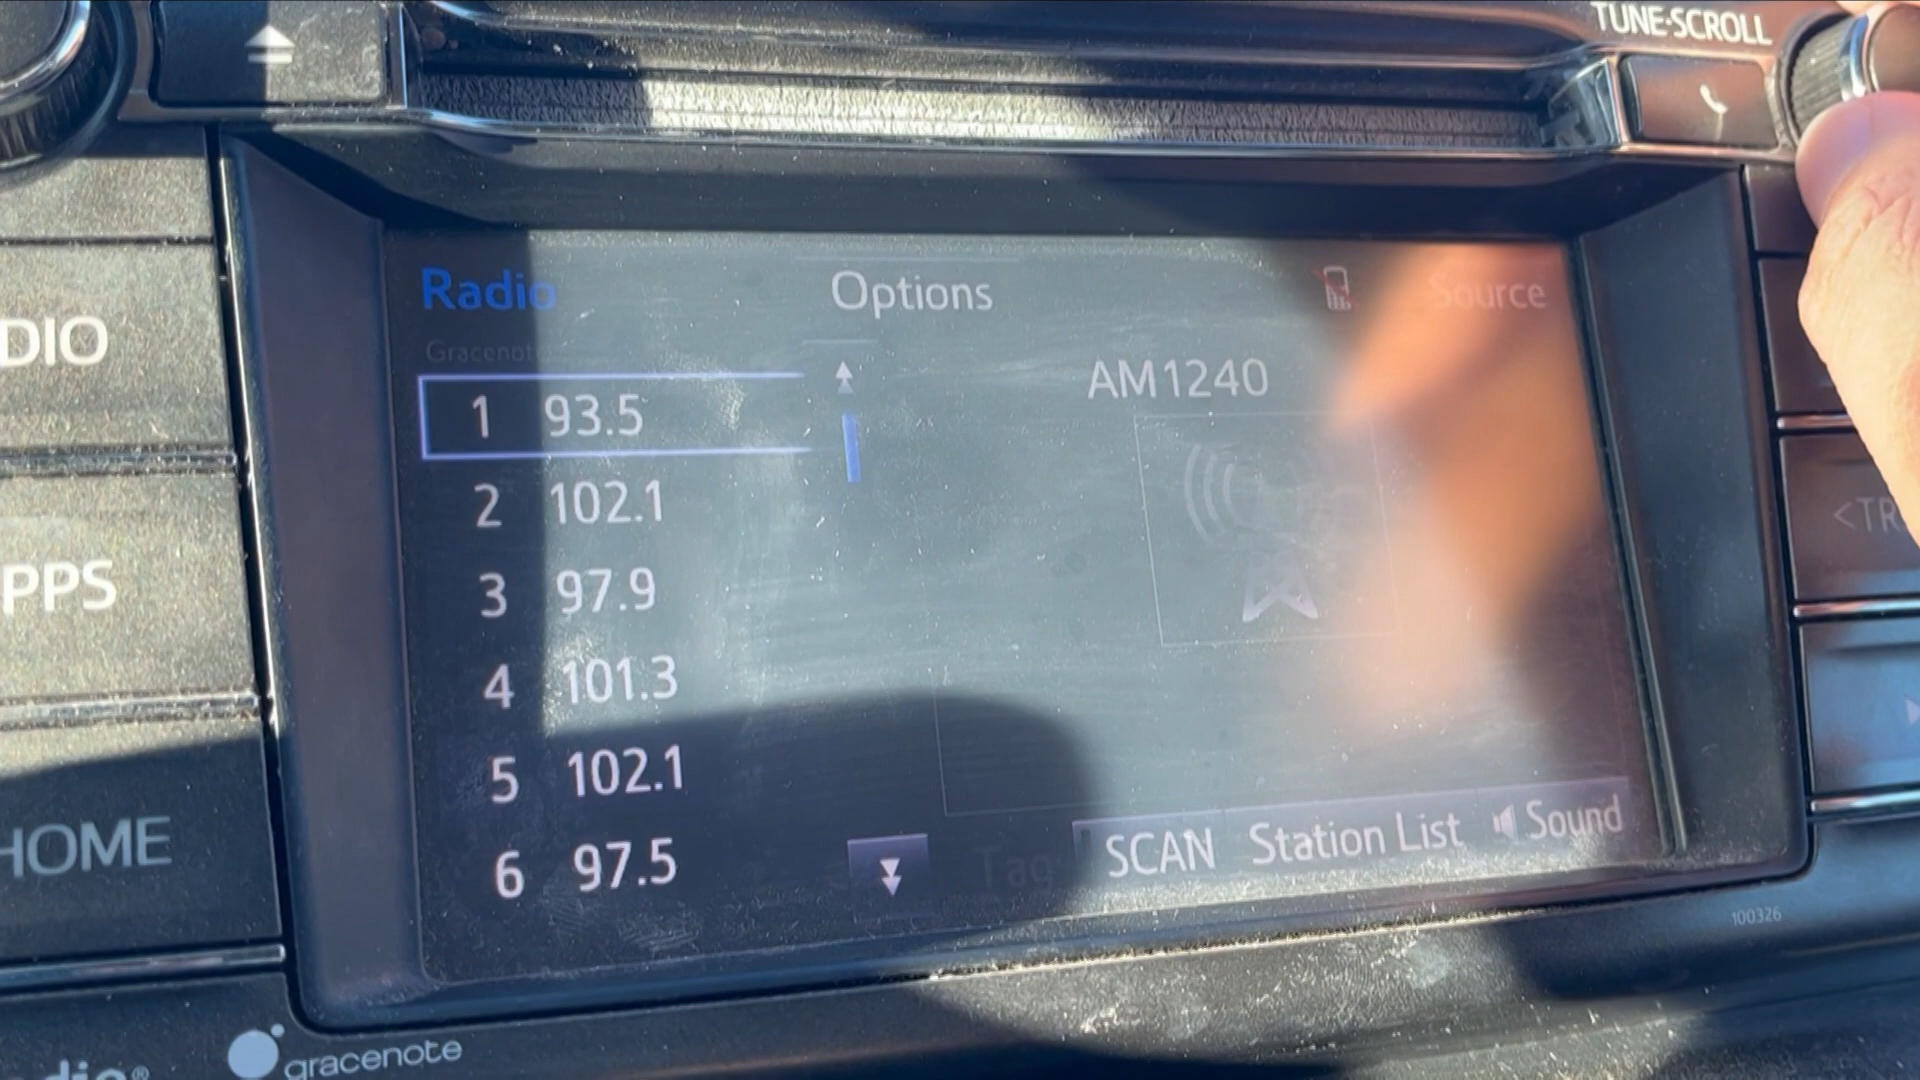 TUNE·SCROLL
Radio Options Source
Gracenote
AM1240
1 93.5
2 102.1
3 97.9
4 101.3
5 102.1
6 97.5
Tag SCAN Station List Sound
DIO
PPS
HOME
<TR
100326
gracenote
dio®